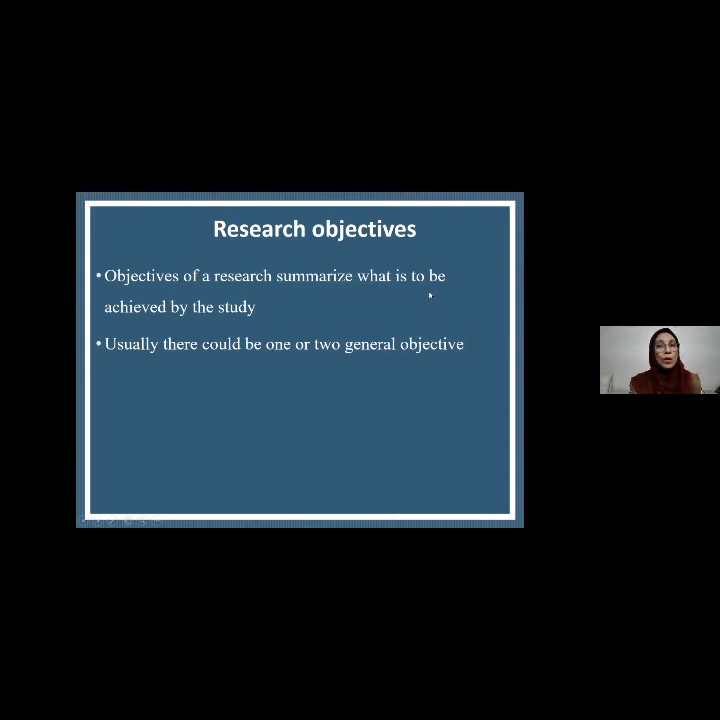 Research objectives
• Objectives of a research summarize what is to be
achieved by the study
• Usually there could be one or two general objective